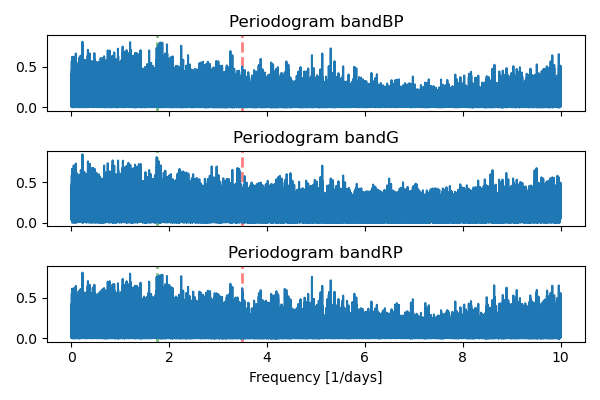 Periodogram bandBP
0.5
0.0
Periodogram bandG
0.5
0.0
Periodogram bandRP
0.5
0.0
0 2 4 6 8 10
Frequency [1/days]